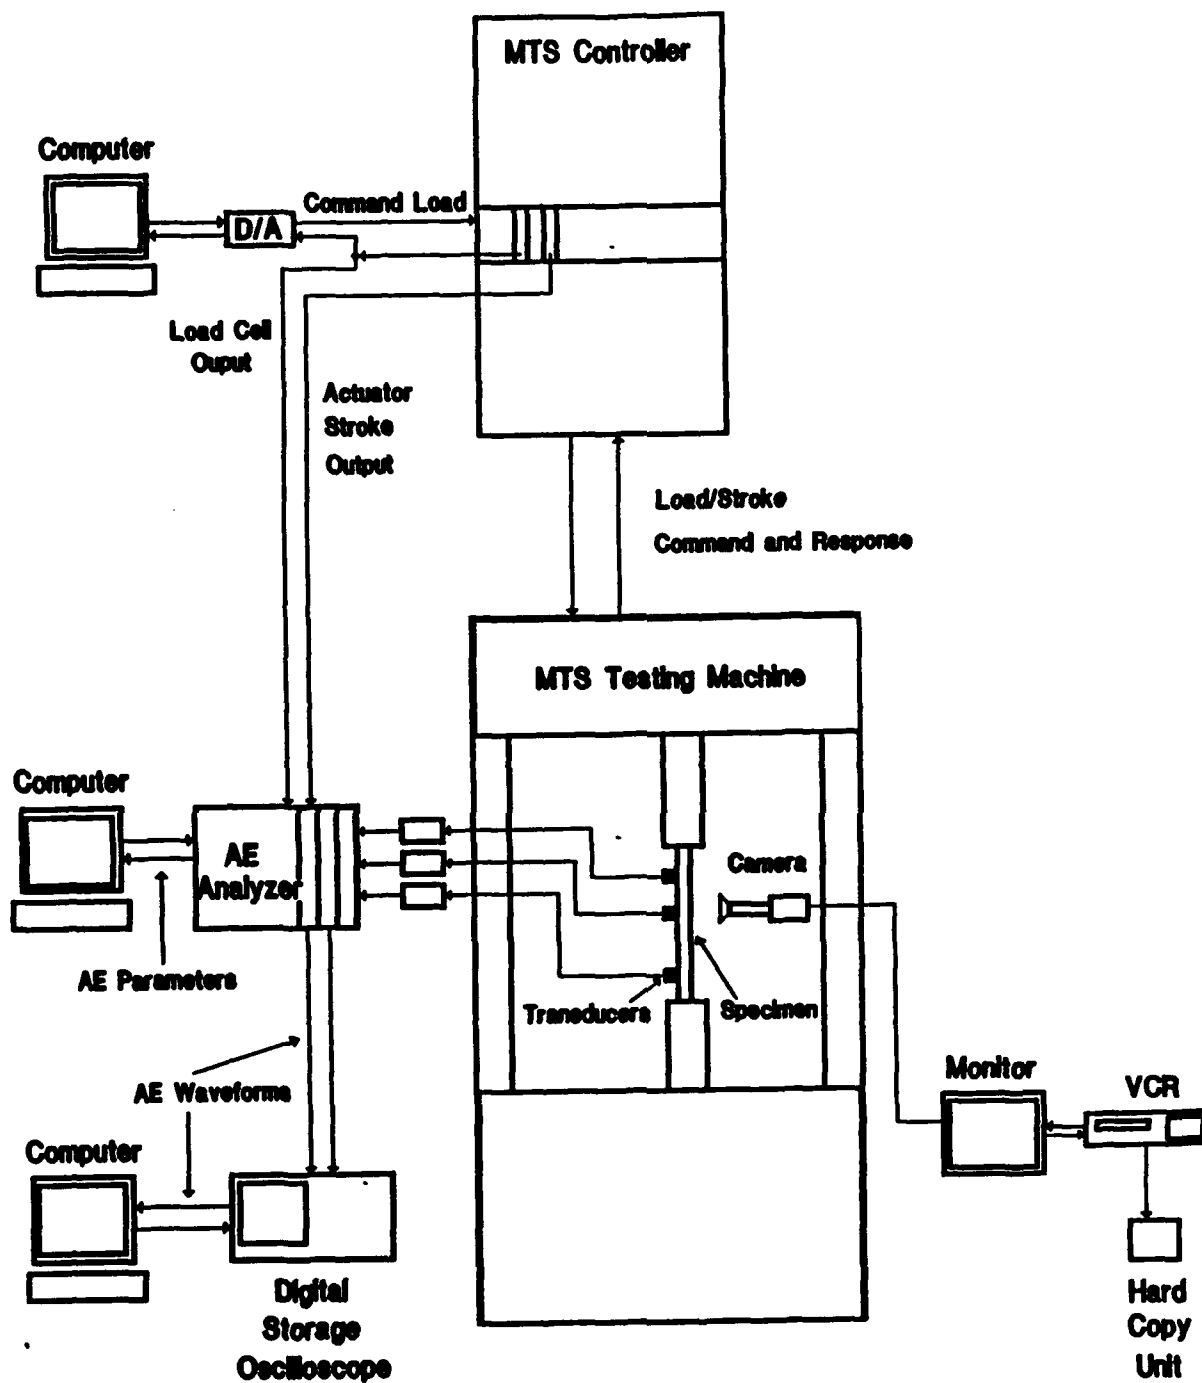 MTS Controller
Computer
Command Load
D/A
Load Cell
Ouput
Actuator
Stroke
Output
Load/Stroke
Command and Response
MTS Testing Machine
Computer
AE
Analyzer
Camera
AE Parameters
Transducers
Specimen
Monitor
VCR
AE Waveforms
Computer
Digital
Storage
Oscilloscope
Hard
Copy
Unit